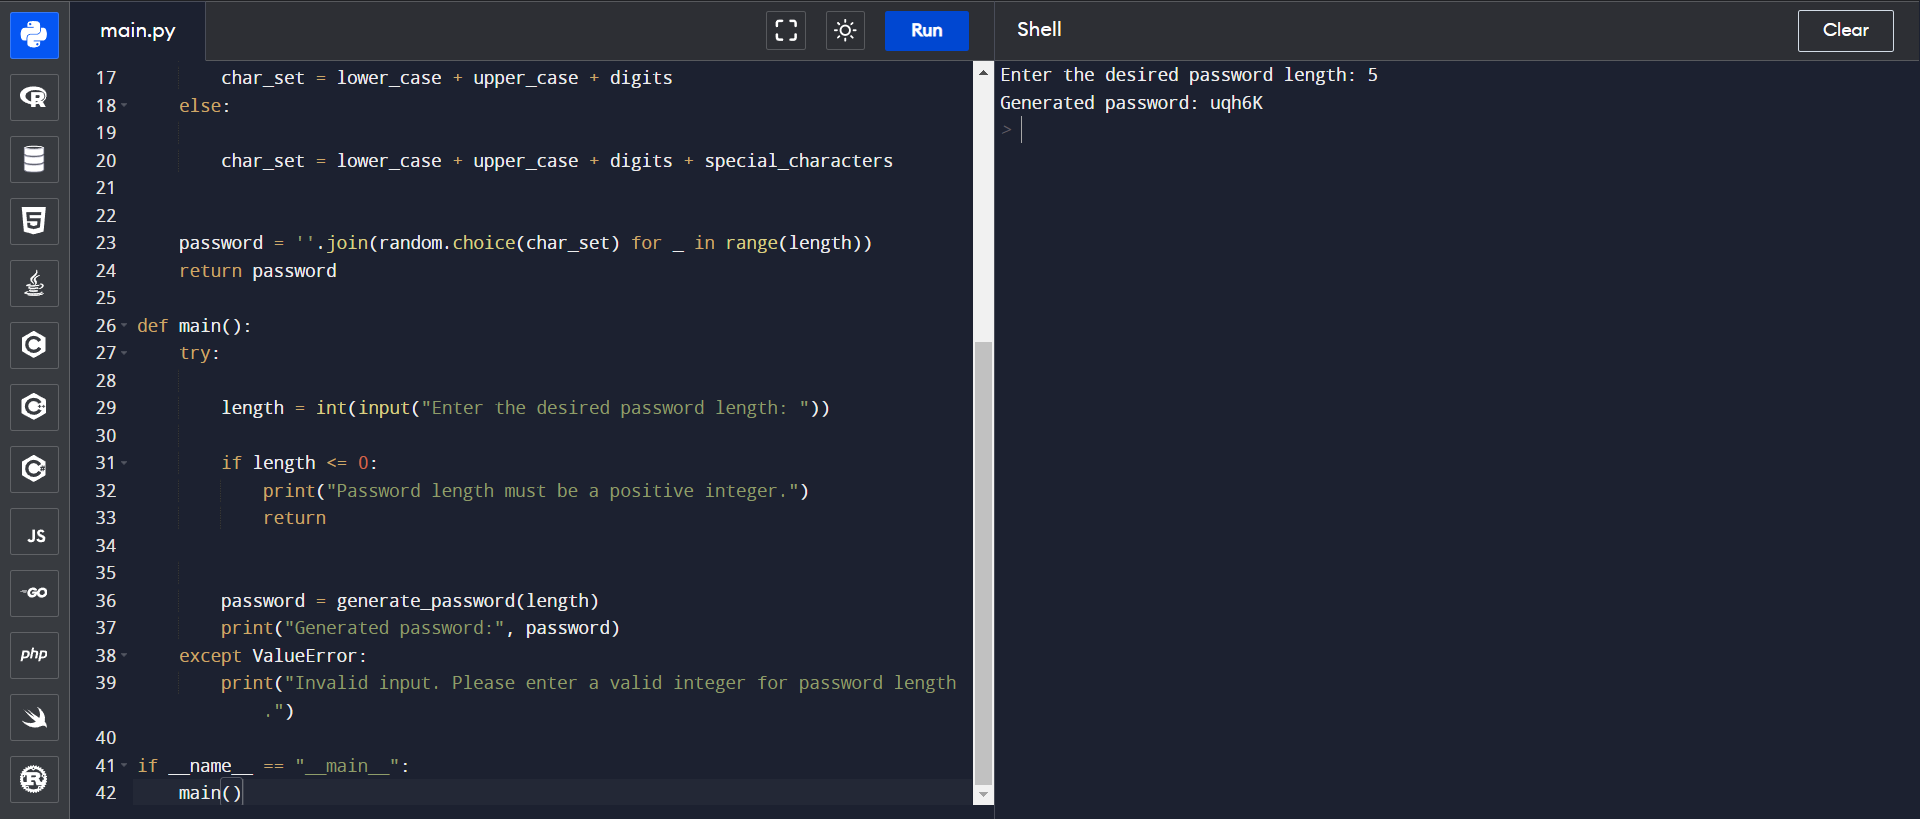 main.py
Run
Shell
Clear
17 char_set = lower_case + upper_case + digits
18 else:
19
20 char_set = lower_case + upper_case + digits + special_characters
21
22
23 password = ''.join(random.choice(char_set) for _ in range(length))
24 return password
25
26 def main():
27 try:
28
29 length = int(input("Enter the desired password length: "))
30
31 if length <= 0:
32 print("Password length must be a positive integer.")
33 return
34
35
36 password = generate_password(length)
37 print("Generated password:", password)
38 except ValueError:
39 print("Invalid input. Please enter a valid integer for password length
.")
40
41 if __name__ == "__main__":
42 main()
Enter the desired password length: 5
Generated password: uqh6K
>
R
5
C
C
C
JS
GO
php
R